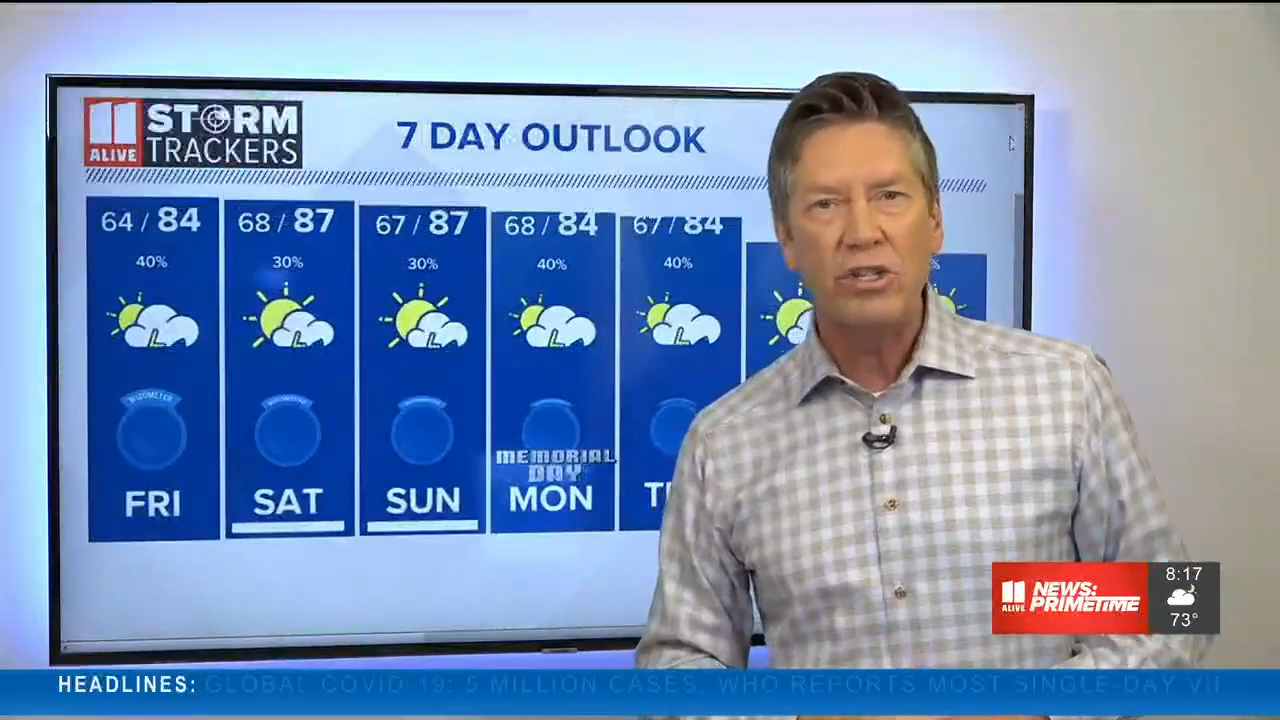 11 ALIVE
STORM
TRACKERS
7 DAY OUTLOOK
64 / 84
68 / 87
67 / 87
68 / 84
67 / 84
40%
30%
30%
40%
40%
%
WIZOMETER
MEMORIAL
DAY
FRI
SAT
SUN
MON
11 ALIVE
NEWS:
PRIMETIME
8:17
73°
HEADLINES: GLOBAL COVID-19: 5 MILLION CASES, WHO REPORTS MOST SINGLE-DAY